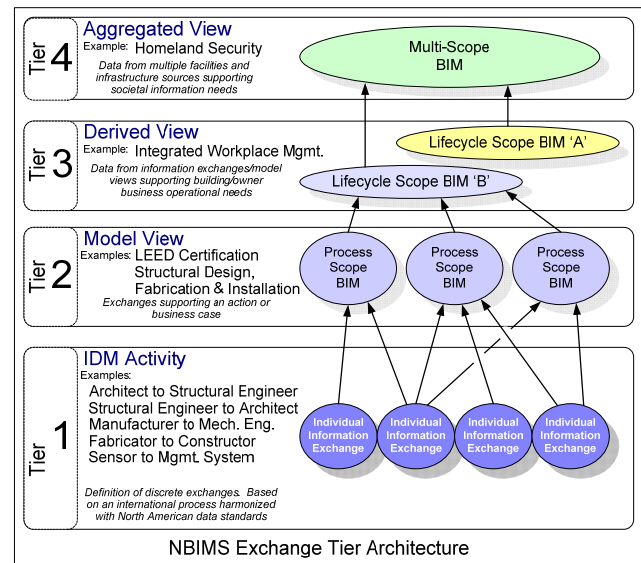 Tier 4
Aggregated View
Example: Homeland Security
Data from multiple facilities and
infrastructure sources supporting
societal information needs
Multi-Scope
BIM
Tier 3
Derived View
Example: Integrated Workplace Mgmt.
Data from information exchanges/model
views supporting building/owner
business operational needs
Lifecycle Scope BIM ‘A’
Lifecycle Scope BIM ‘B’
Tier 2
Model View
Examples: LEED Certification
Structural Design,
Fabrication & Installation
Exchanges supporting an action or
business case
Process
Scope
BIM
Process
Scope
BIM
Process
Scope
BIM
Tier 1
IDM Activity
Examples:
Architect to Structural Engineer
Structural Engineer to Architect
Manufacturer to Mech. Eng.
Fabricator to Constructor
Sensor to Mgmt. System
Definition of discrete exchanges. Based
on an international process harmonized
with North American data standards
Individual
Information
Exchange
Individual
Information
Exchange
Individual
Information
Exchange
Individual
Information
Exchange
NBIMS Exchange Tier Architecture